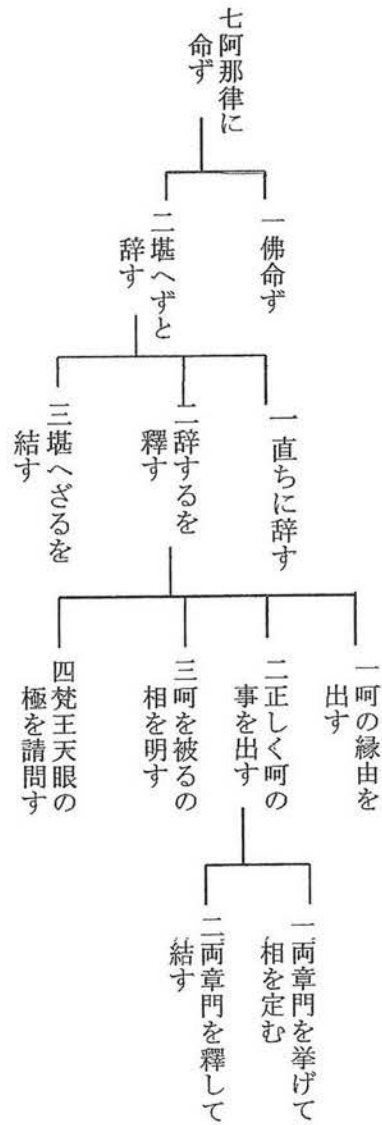 七阿那律に
命ず
一佛命ず
二堪へずと
辞す
一直ちに辞す
二辞するを
釋す
三堪へざるを
結す
一呵の縁由を
出す
二正しく呵の
事を出す
三呵を被るの
相を明す
四梵王天眼の
極を請問す
一両章門を挙げて
相を定む
二両章門を釋して
結す